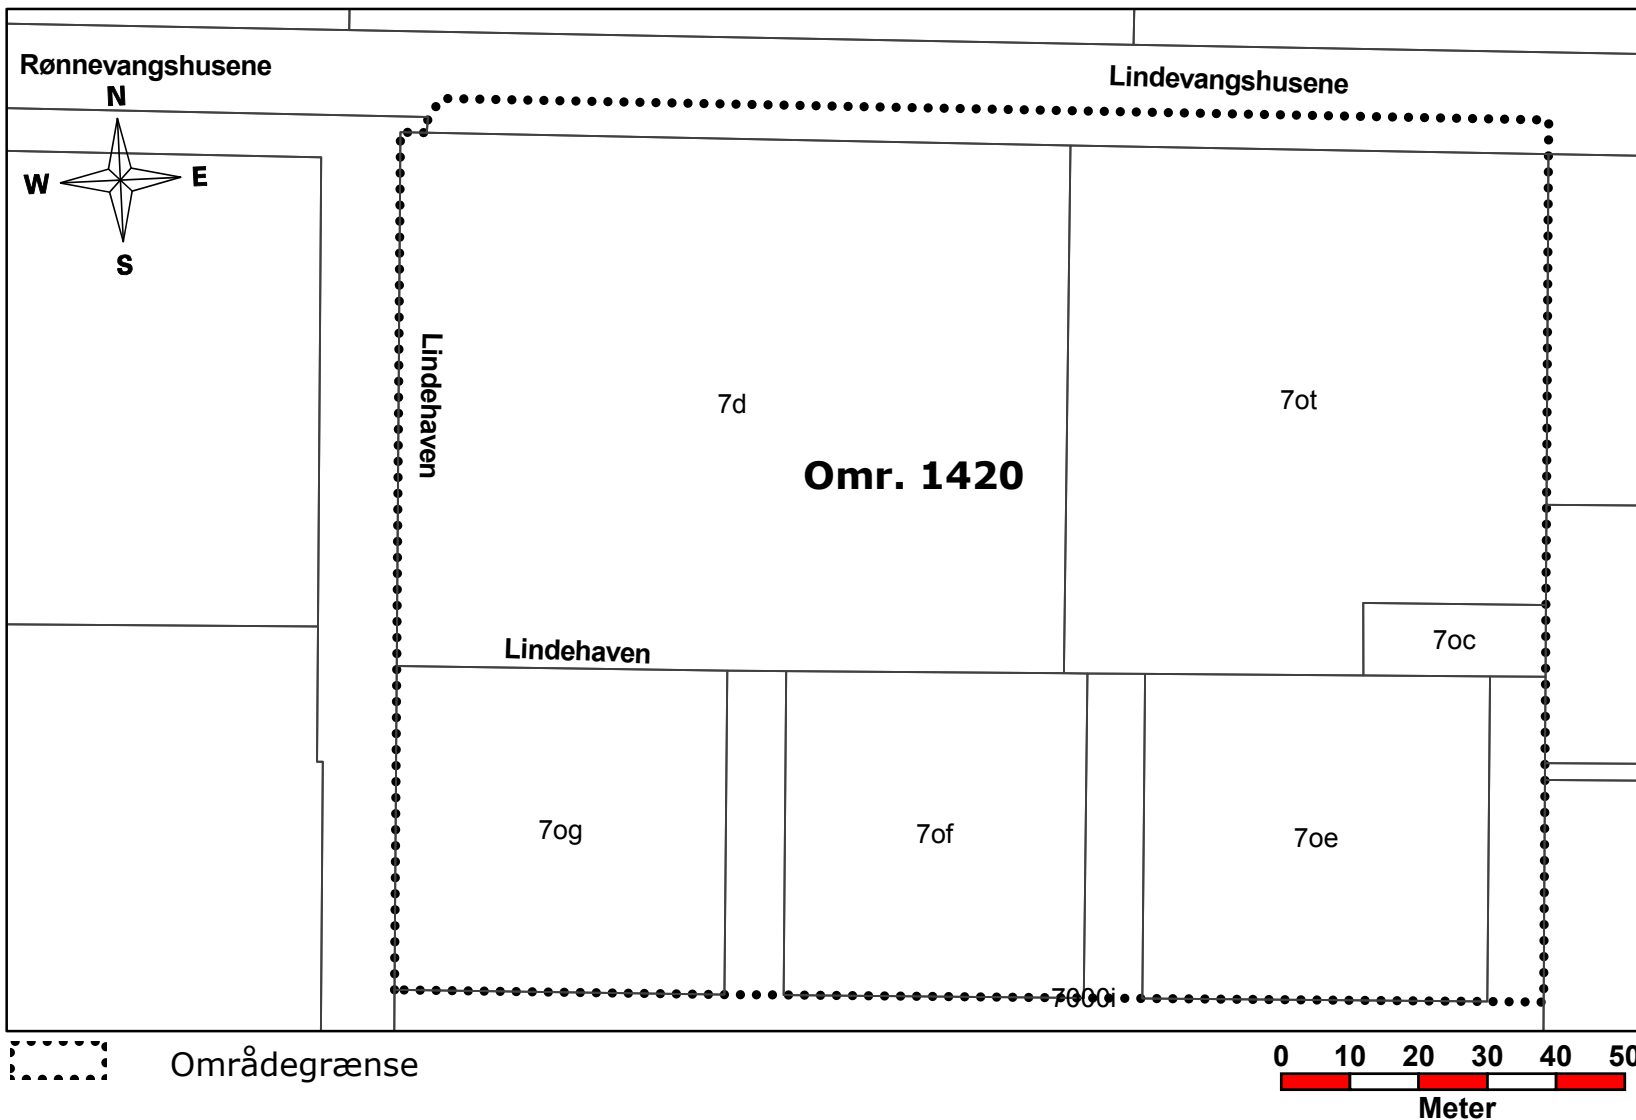 Rønnevangshusene
Lindevangshusene
N
W
E
S
Lindehaven
7d
7ot
Omr. 1420
Lindehaven
7oc
7og
7of
7oe
7000i
Områdegrænse
0 10 20 30 40 50
Meter